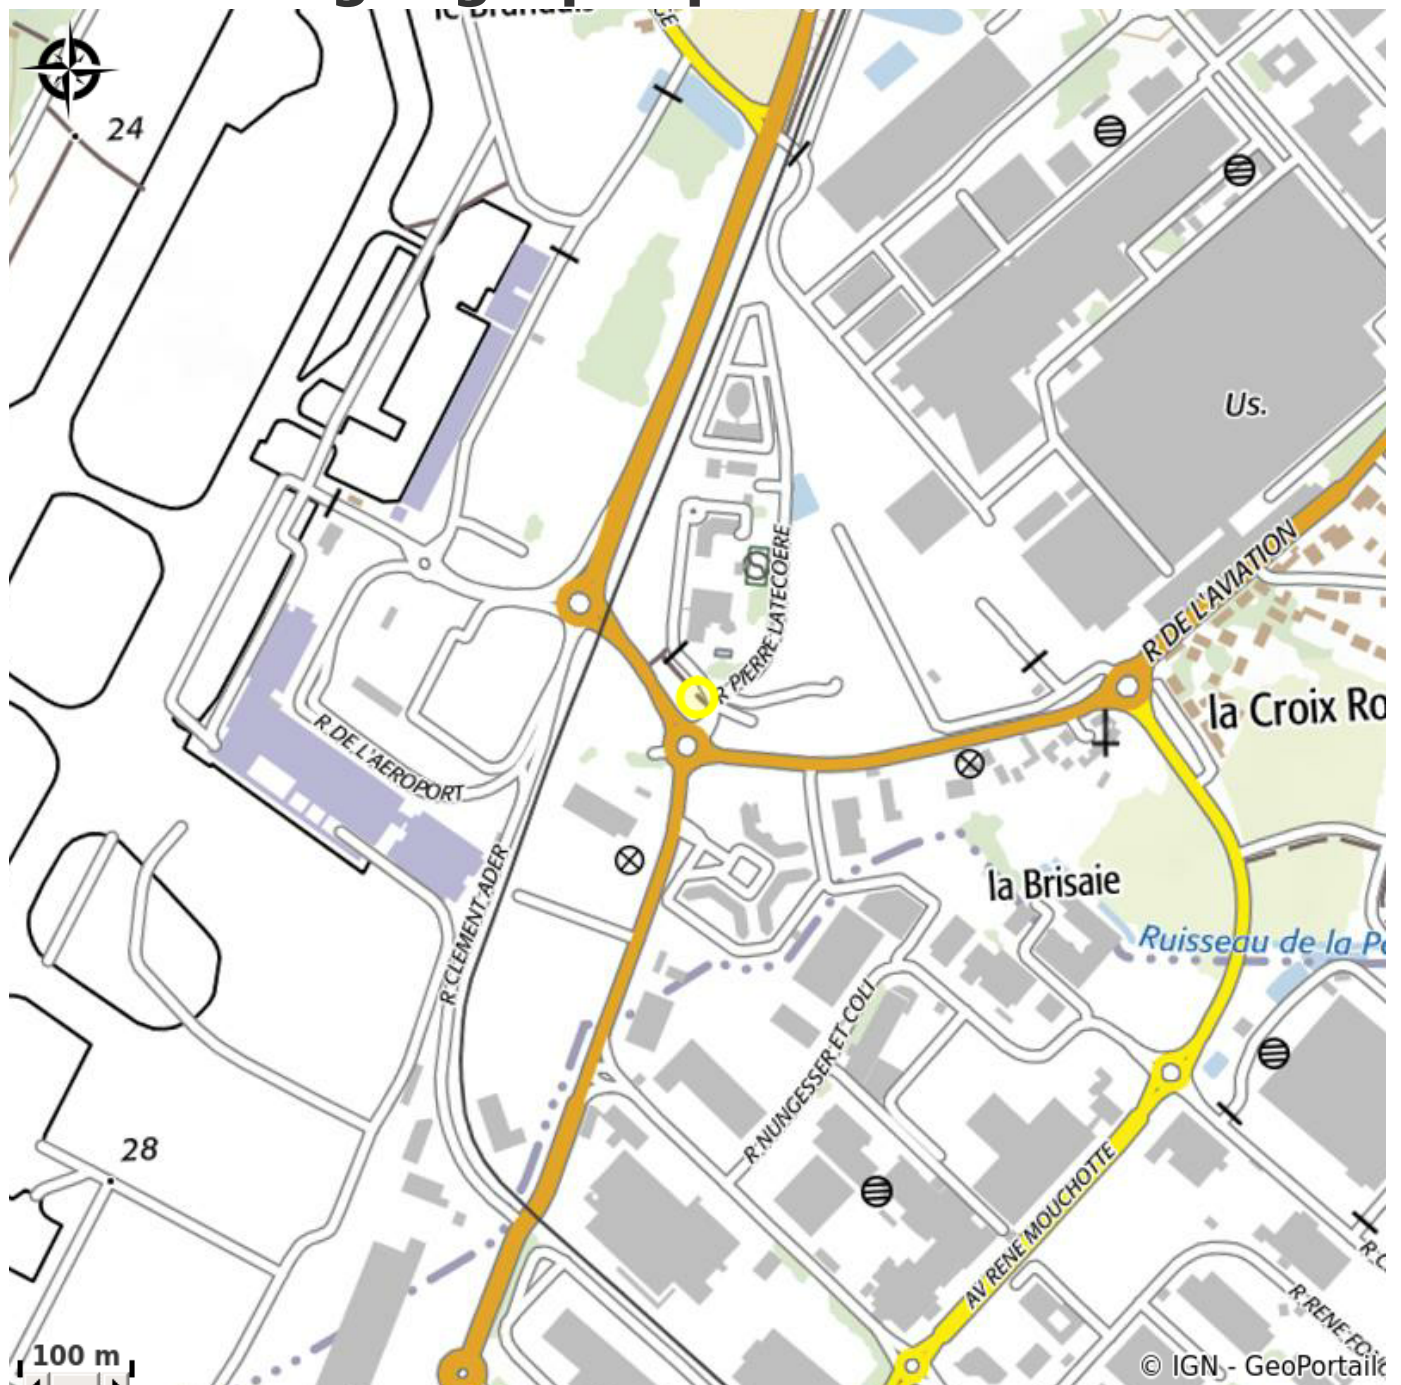 24
Us.
R PIERRE LATECOERE
R DE L'AVIATION
la Croix Ro
R. DE L'AEROPORT
la Brisaie
R. CLEMENT ADER
Ruisseau de la P
R. NUNGESSER ET COLI
28
AV RENE MOUCHOTTE
100 m
© IGN - GeoPortail